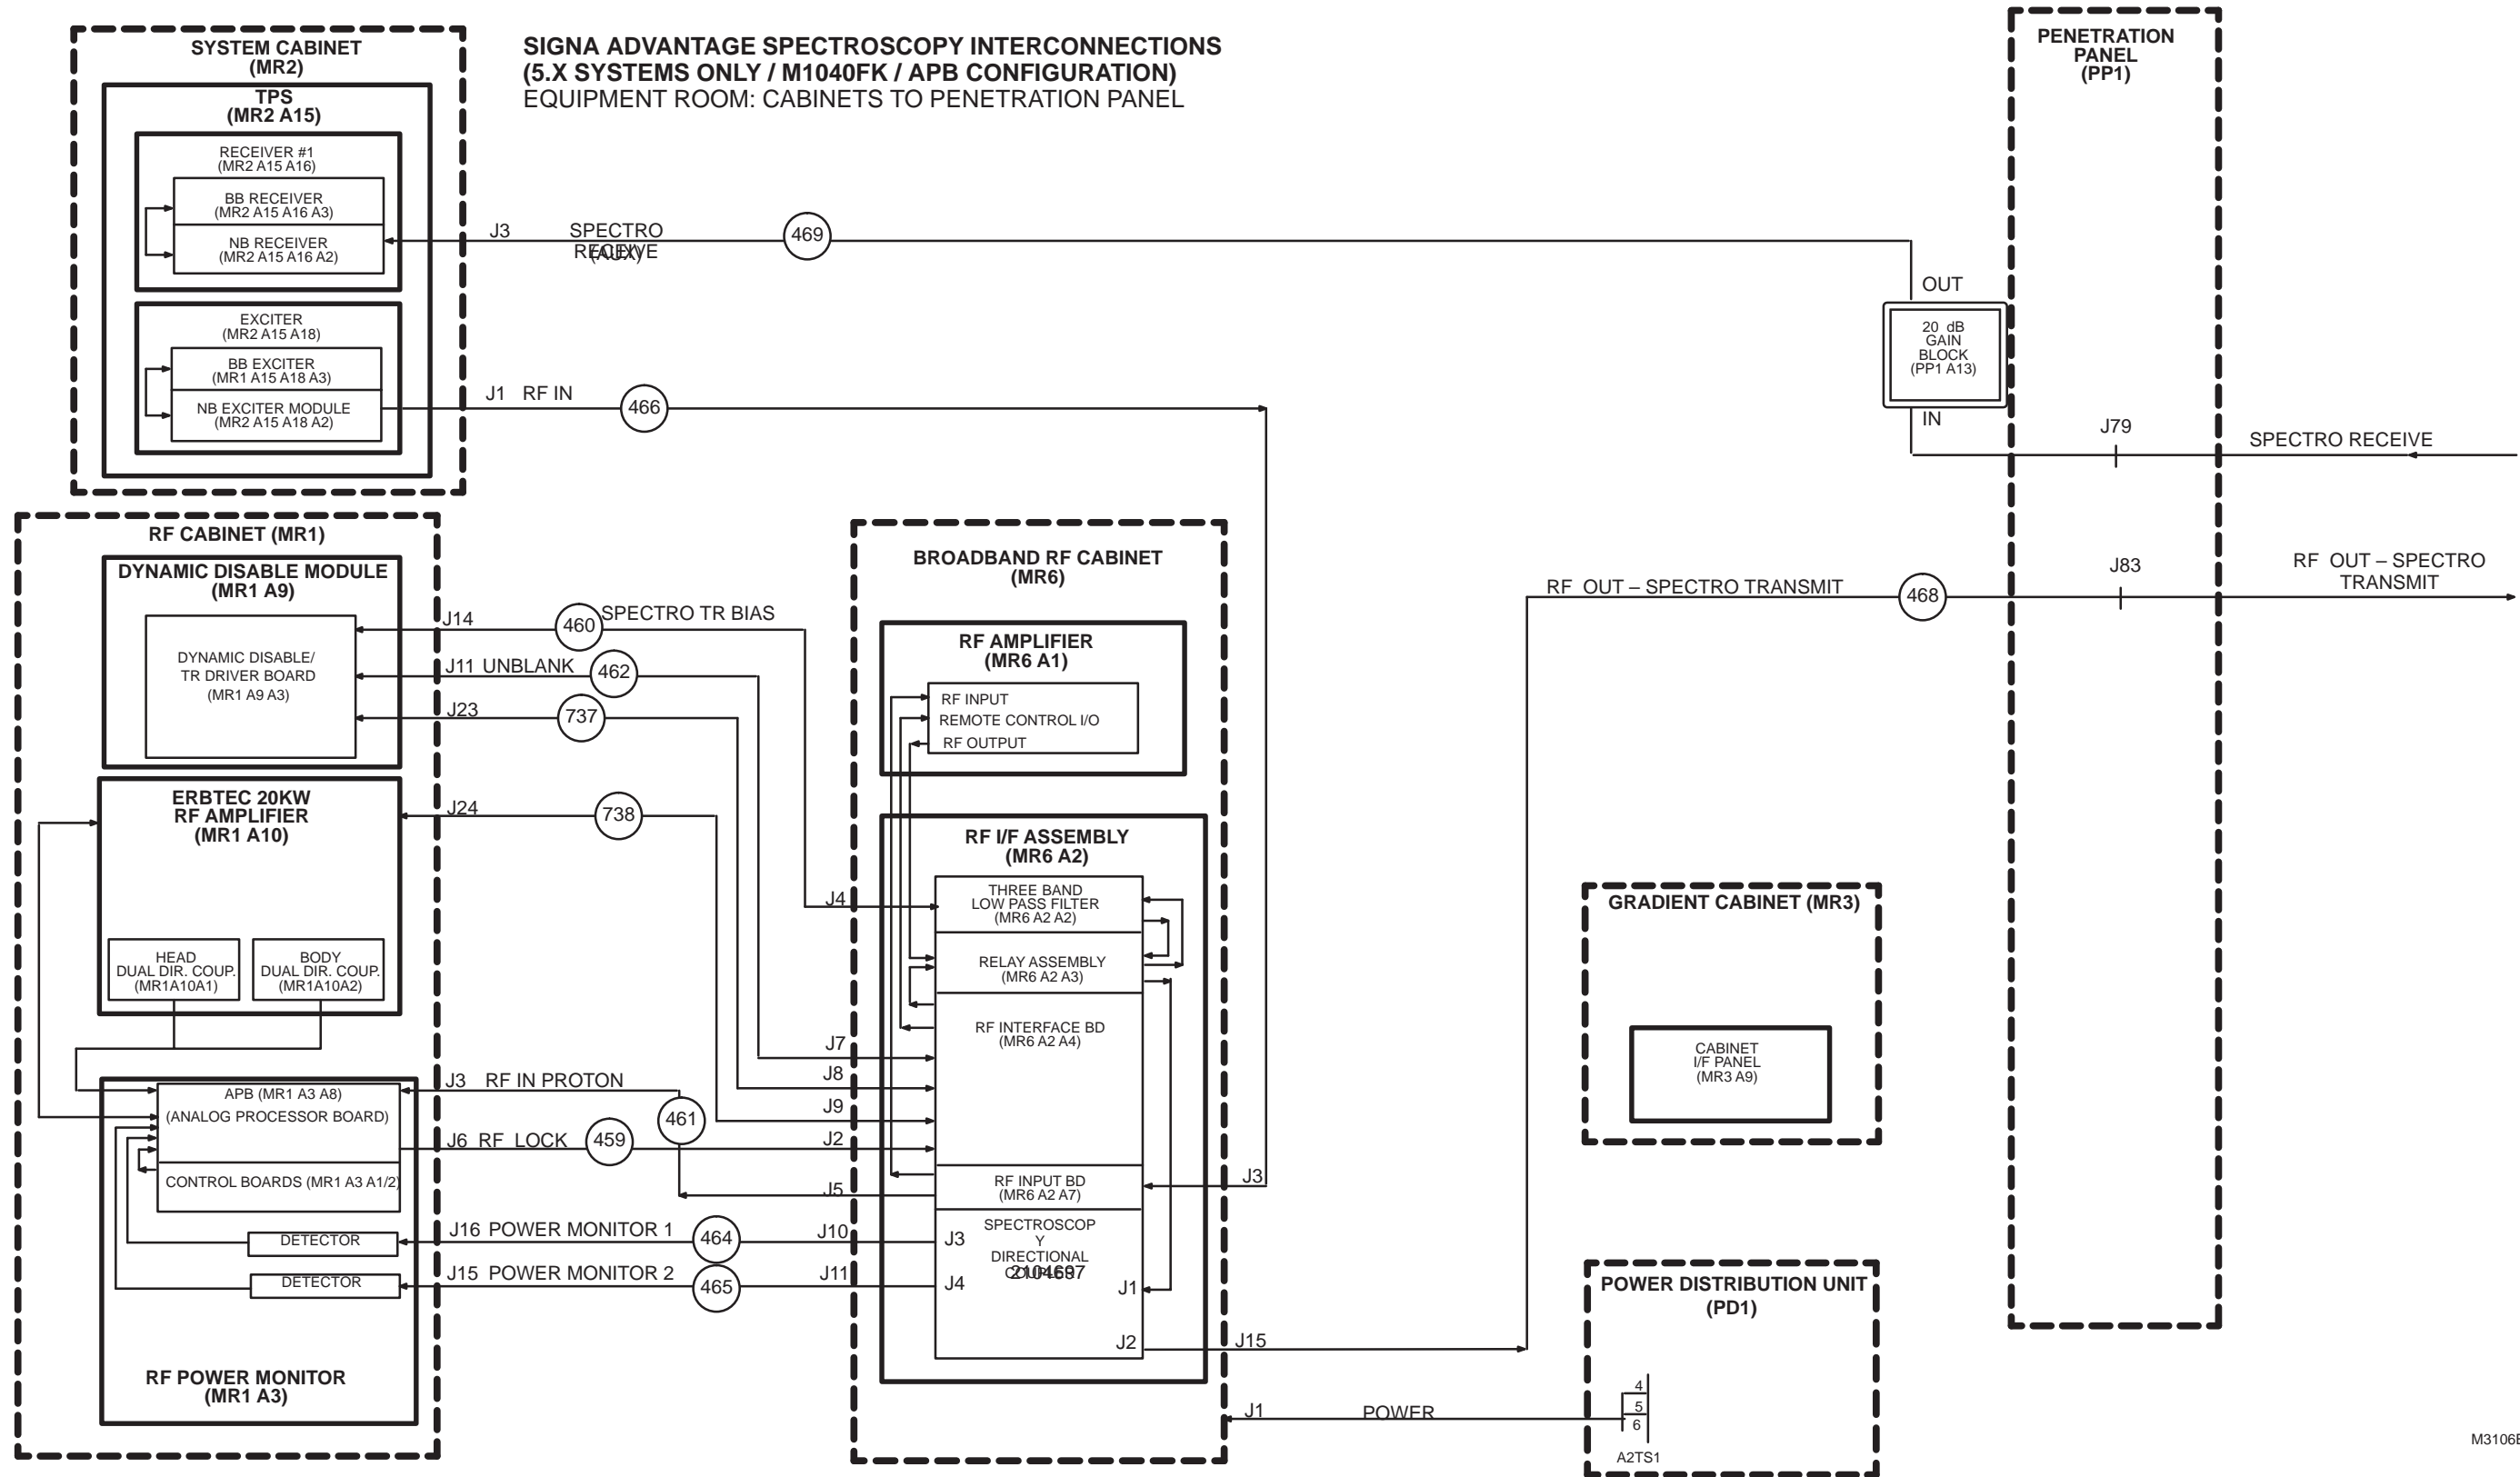 SIGNA ADVANTAGE SPECTROSCOPY INTERCONNECTIONS
(5.X SYSTEMS ONLY / M1040FK / APB CONFIGURATION)
EQUIPMENT ROOM: CABINETS TO PENETRATION PANEL
SYSTEM CABINET
(MR2)
TPS
(MR2 A15)
RECEIVER #1
(MR2 A15 A16)
BB RECEIVER
(MR2 A15 A16 A3)
NB RECEIVER
(MR2 A15 A16 A2)
EXCITER
(MR2 A15 A18)
BB EXCITER
(MR1 A15 A18 A3)
NB EXCITER MODULE
(MR2 A15 A18 A2)
J3
SPECTRO
RECEIVE
(AUX)
469
J1 RF IN
466
PENETRATION
PANEL
(PP1)
OUT
20 dB
GAIN
BLOCK
(PP1 A13)
IN
J79
SPECTRO RECEIVE
J83
RF OUT – SPECTRO
TRANSMIT
RF OUT – SPECTRO TRANSMIT
468
RF CABINET (MR1)
DYNAMIC DISABLE MODULE
(MR1 A9)
DYNAMIC DISABLE/
TR DRIVER BOARD
(MR1 A9 A3)
J14
460
SPECTRO TR BIAS
J11 UNBLANK
462
J23
737
ERBTEC 20KW
RF AMPLIFIER
(MR1 A10)
J24
738
HEAD
DUAL DIR. COUP.
(MR1A10A1)
BODY
DUAL DIR. COUP.
(MR1A10A2)
APB (MR1 A3 A8)
(ANALOG PROCESSOR BOARD)
CONTROL BOARDS (MR1 A3 A1/2)
DETECTOR
DETECTOR
RF POWER MONITOR
(MR1 A3)
J3 RF IN PROTON
461
J6 RF LOCK
459
J16 POWER MONITOR 1
464
J15 POWER MONITOR 2
465
J4
J7
J8
J9
J2
J5
J10
J11
BROADBAND RF CABINET
(MR6)
RF AMPLIFIER
(MR6 A1)
RF INPUT
REMOTE CONTROL I/O
RF OUTPUT
RF I/F ASSEMBLY
(MR6 A2)
THREE BAND
LOW PASS FILTER
(MR6 A2 A2)
RELAY ASSEMBLY
(MR6 A2 A3)
RF INTERFACE BD
(MR6 A2 A4)
RF INPUT BD
(MR6 A2 A7)
SPECTROSCOP
Y
DIRECTIONAL
2104697
J3
J4
J1
J2
J3
J15
J1
POWER
GRADIENT CABINET (MR3)
CABINET
I/F PANEL
(MR3 A9)
POWER DISTRIBUTION UNIT
(PD1)
4
5
6
A2TS1